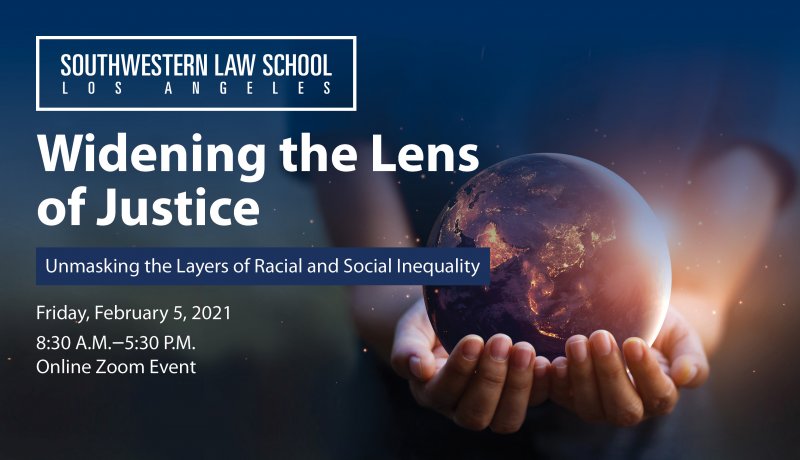 SOUTHWESTERN LAW SCHOOL
LOS ANGELES
Widening the Lens
of Justice
Unmasking the Layers of Racial and Social Inequality
Friday, February 5, 2021
8:30 A.M.–5:30 P.M.
Online Zoom Event